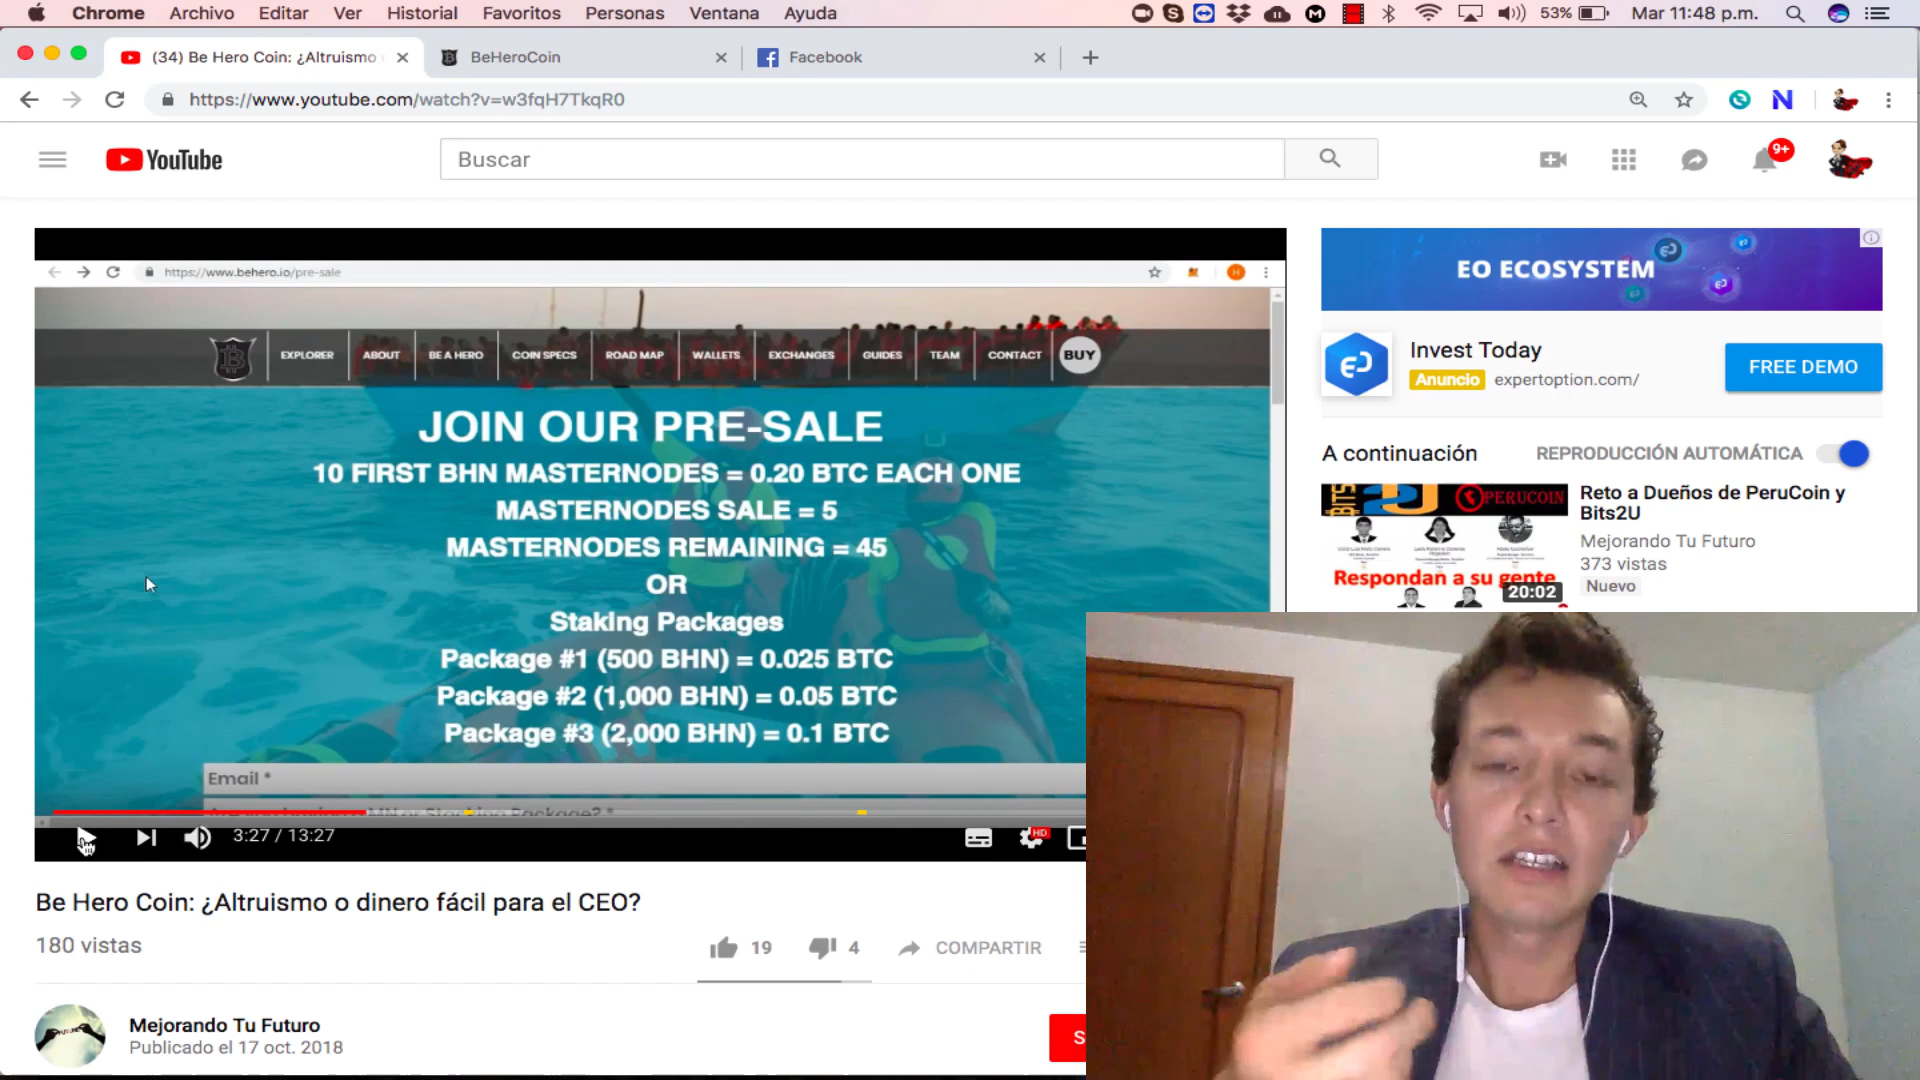 Chrome Archivo Editar Ver Historial Favoritos Personas Ventana Ayuda 53% Mar 11:48 p.m.
(34) Be Hero Coin: ¿Altruismo
BeHeroCoin
Facebook
https://www.youtube.com/watch?v=w3fqH7TkqR0
YouTube
Buscar
9+
https://www.behero.io/pre-sale
EXPLORER ABOUT BE A HERO COIN SPECS ROAD MAP WALLETS EXCHANGES GUIDES TEAM CONTACT BUY
JOIN OUR PRE-SALE
10 FIRST BHN MASTERNODES = 0.20 BTC EACH ONE
MASTERNODES SALE = 5
MASTERNODES REMAINING = 45
OR
Staking Packages
Package #1 (500 BHN) = 0.025 BTC
Package #2 (1,000 BHN) = 0.05 BTC
Package #3 (2,000 BHN) = 0.1 BTC
Email *
3:27 / 13:27
HD
Be Hero Coin: ¿Altruismo o dinero fácil para el CEO?
180 vistas
19
4
COMPARTIR
Mejorando Tu Futuro
Publicado el 17 oct. 2018
S
EO ECOSYSTEM
Invest Today
Anuncio expertoption.com/
FREE DEMO
A continuación
REPRODUCCIÓN AUTOMÁTICA
BITS2U
PERUCOIN
Respondan a su gente
20:02
Reto a Dueños de PeruCoin y
Bits2U
Mejorando Tu Futuro
373 vistas
Nuevo